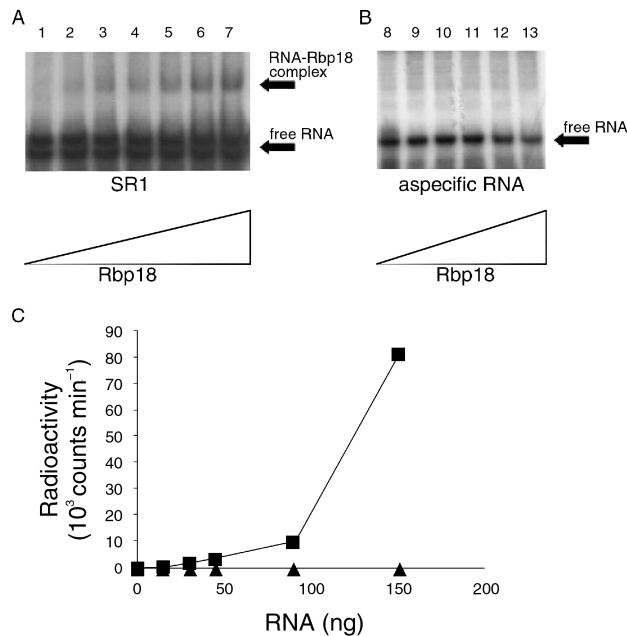 A
1 2 3 4 5 6 7
RNA-Rbp18
complex
free RNA
SR1
Rbp18
B
8 9 10 11 12 13
free RNA
aspecific RNA
Rbp18
C
Radioactivity
(10³ counts min⁻¹)
90
80
70
60
50
40
30
20
10
0
0 50 100 150 200
RNA (ng)